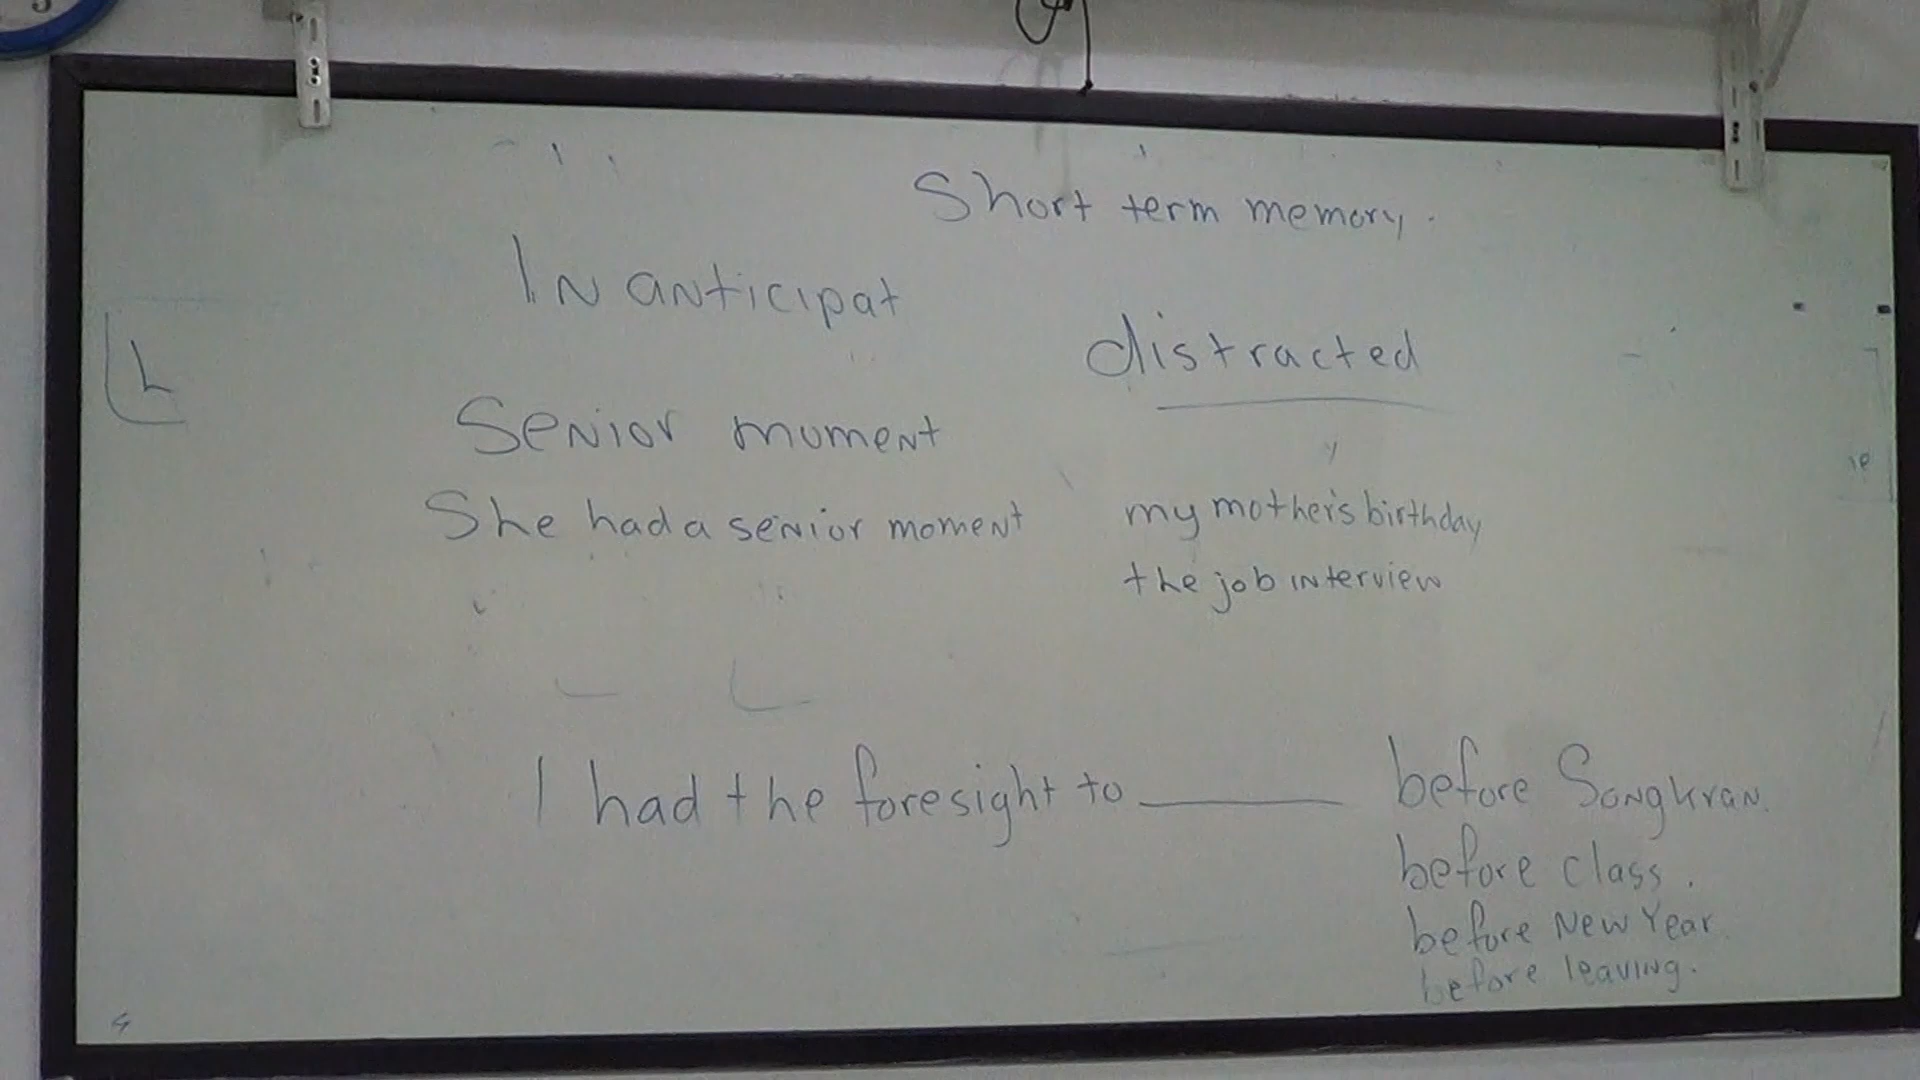 Short term memory.
In anticipat
distracted
Senior moment
She had a senior moment
my mother's birthday
the job interview
I had the foresight to ______ before Songkran.
before class.
before New Year
before leaving.